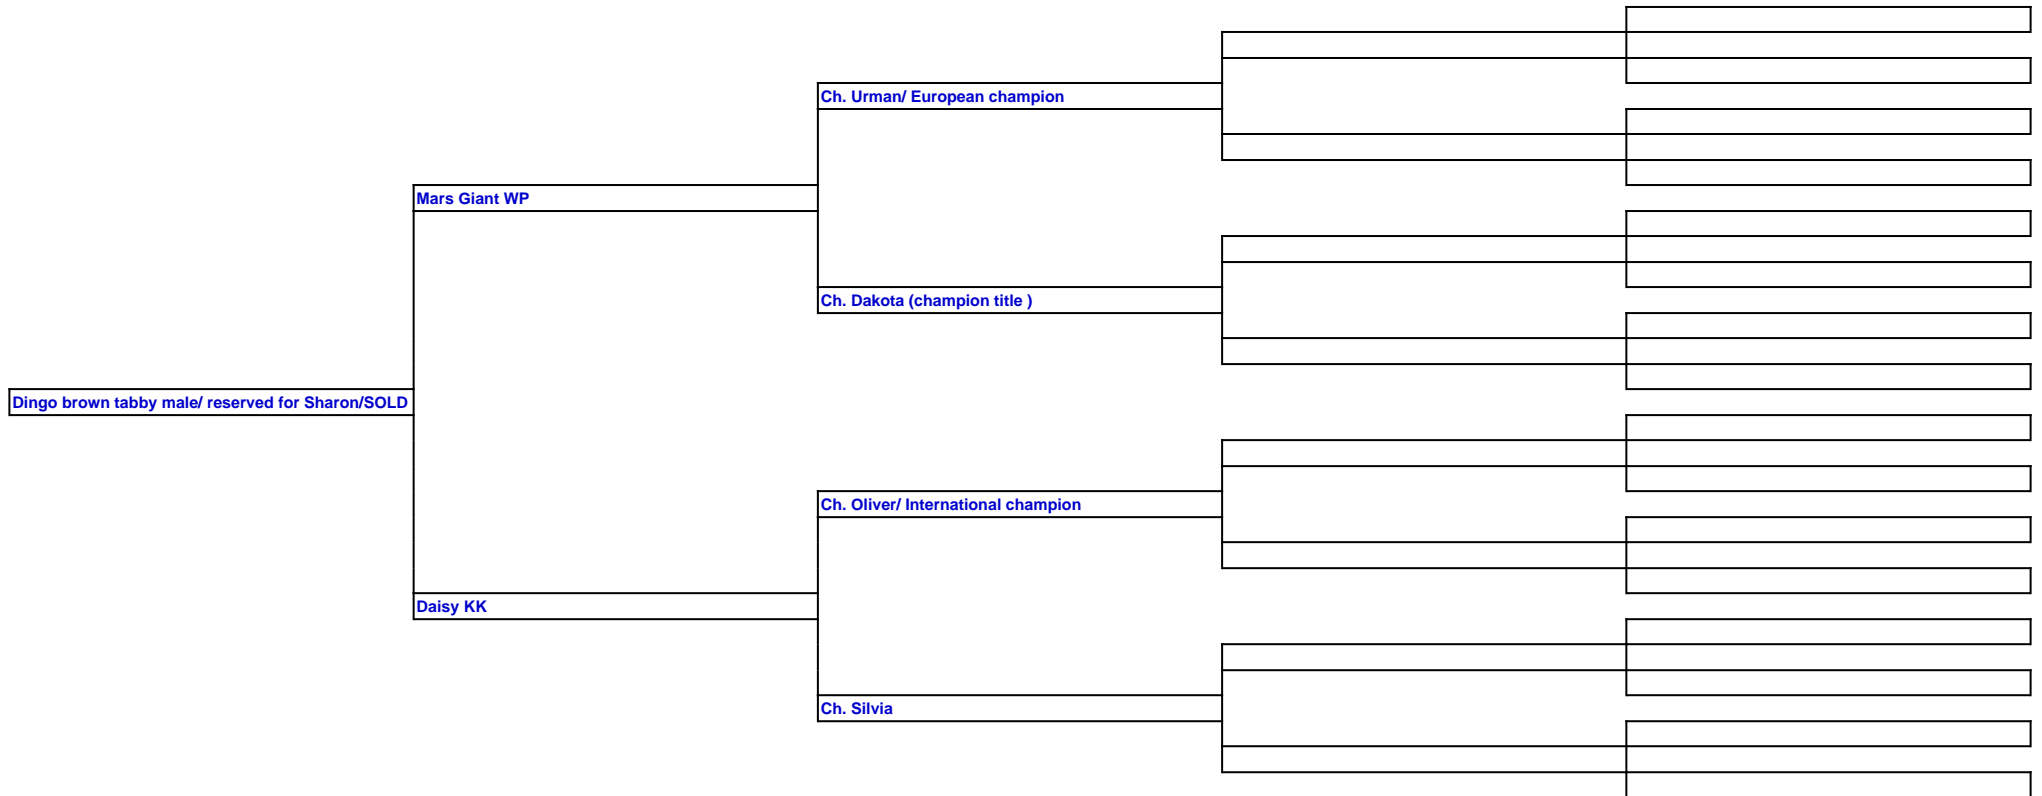 Ch. Urman/ European champion
Mars Giant WP
Ch. Dakota (champion title )
Dingo brown tabby male/ reserved for Sharon/SOLD
Ch. Oliver/ International champion
Daisy KK
Ch. Silvia